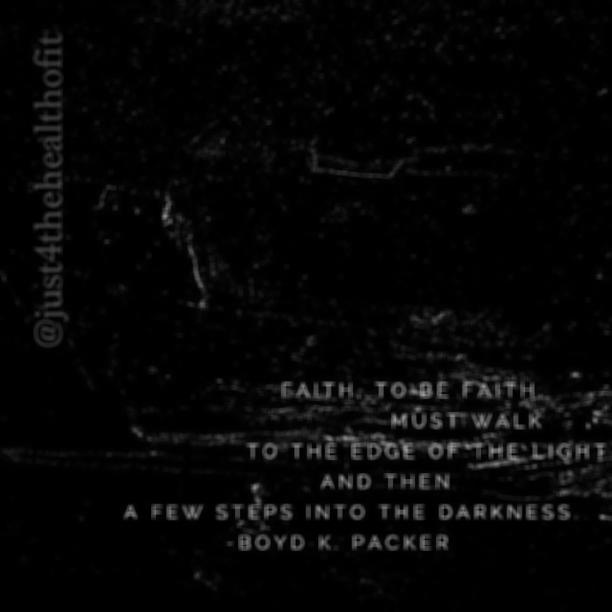 @just4thehealthofit
FAITH, TO BE FAITH
MUST WALK
TO THE EDGE OF THE LIGHT
AND THEN
A FEW STEPS INTO THE DARKNESS.
-BOYD K. PACKER